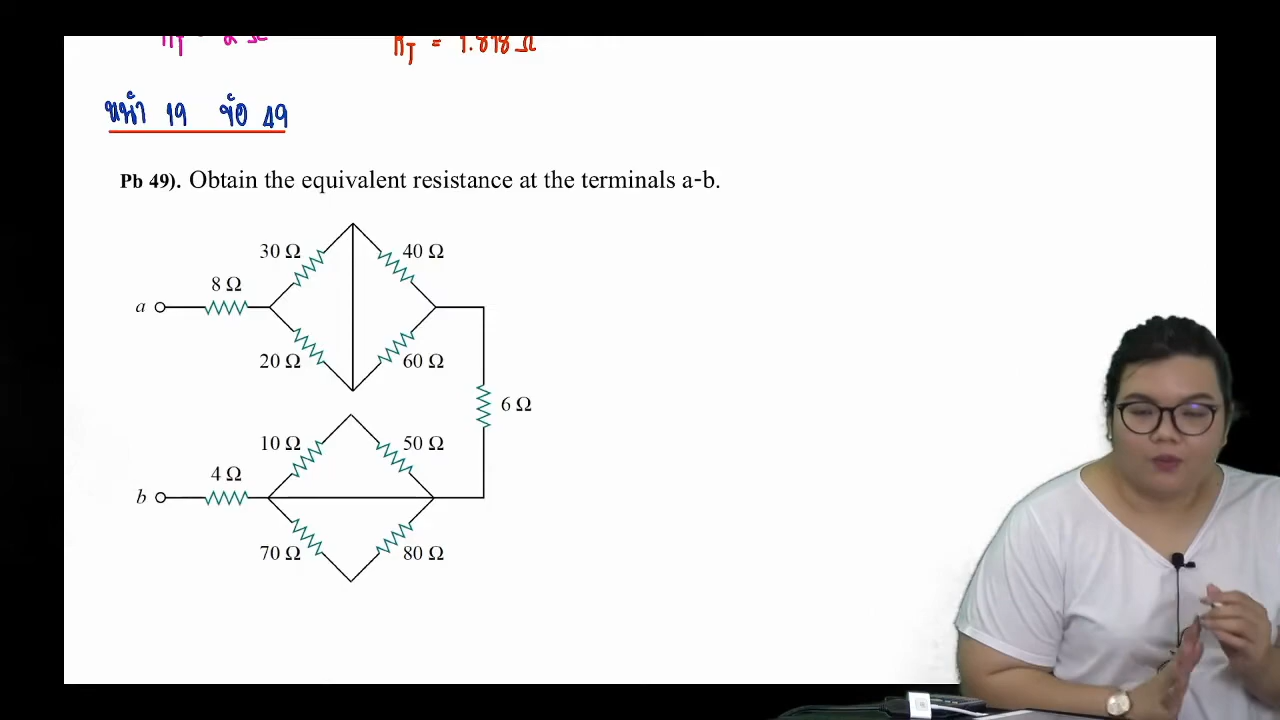 = 1.818 Ω
หน้า 19 ข้อ 49
Pb 49). Obtain the equivalent resistance at the terminals a-b.
30 Ω 40 Ω
8 Ω
a
20 Ω 60 Ω
6 Ω
10 Ω 50 Ω
4 Ω
b
70 Ω 80 Ω